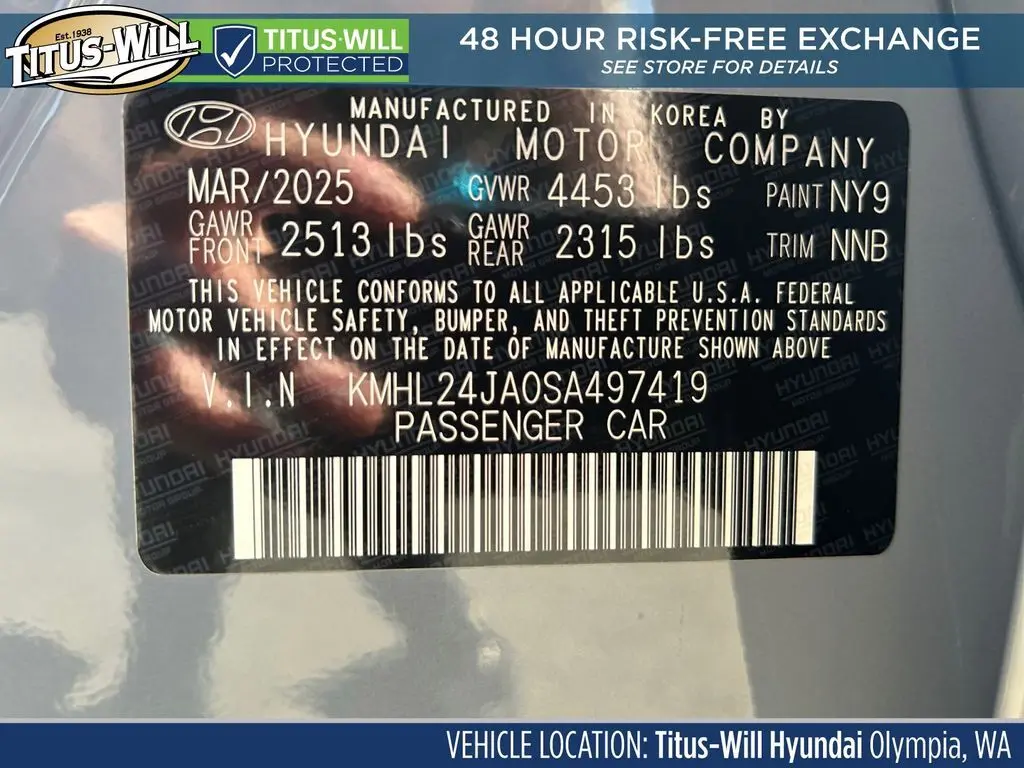 Est.1938
TITUS-WILL
TITUS-WILL
PROTECTED
48 HOUR RISK-FREE EXCHANGE
SEE STORE FOR DETAILS
MANUFACTURED IN KOREA BY
HYUNDAI MOTOR COMPANY
MAR/2025 GVWR 4453 lbs PAINT NY9
GAWR FRONT 2513 lbs GAWR REAR 2315 lbs TRIM NNB
THIS VEHICLE CONFORMS TO ALL APPLICABLE U.S.A. FEDERAL
MOTOR VEHICLE SAFETY, BUMPER, AND THEFT PREVENTION STANDARDS
IN EFFECT ON THE DATE OF MANUFACTURE SHOWN ABOVE
V.I.N KMHL24JA0SA497419
PASSENGER CAR
VEHICLE LOCATION: Titus-Will Hyundai Olympia, WA